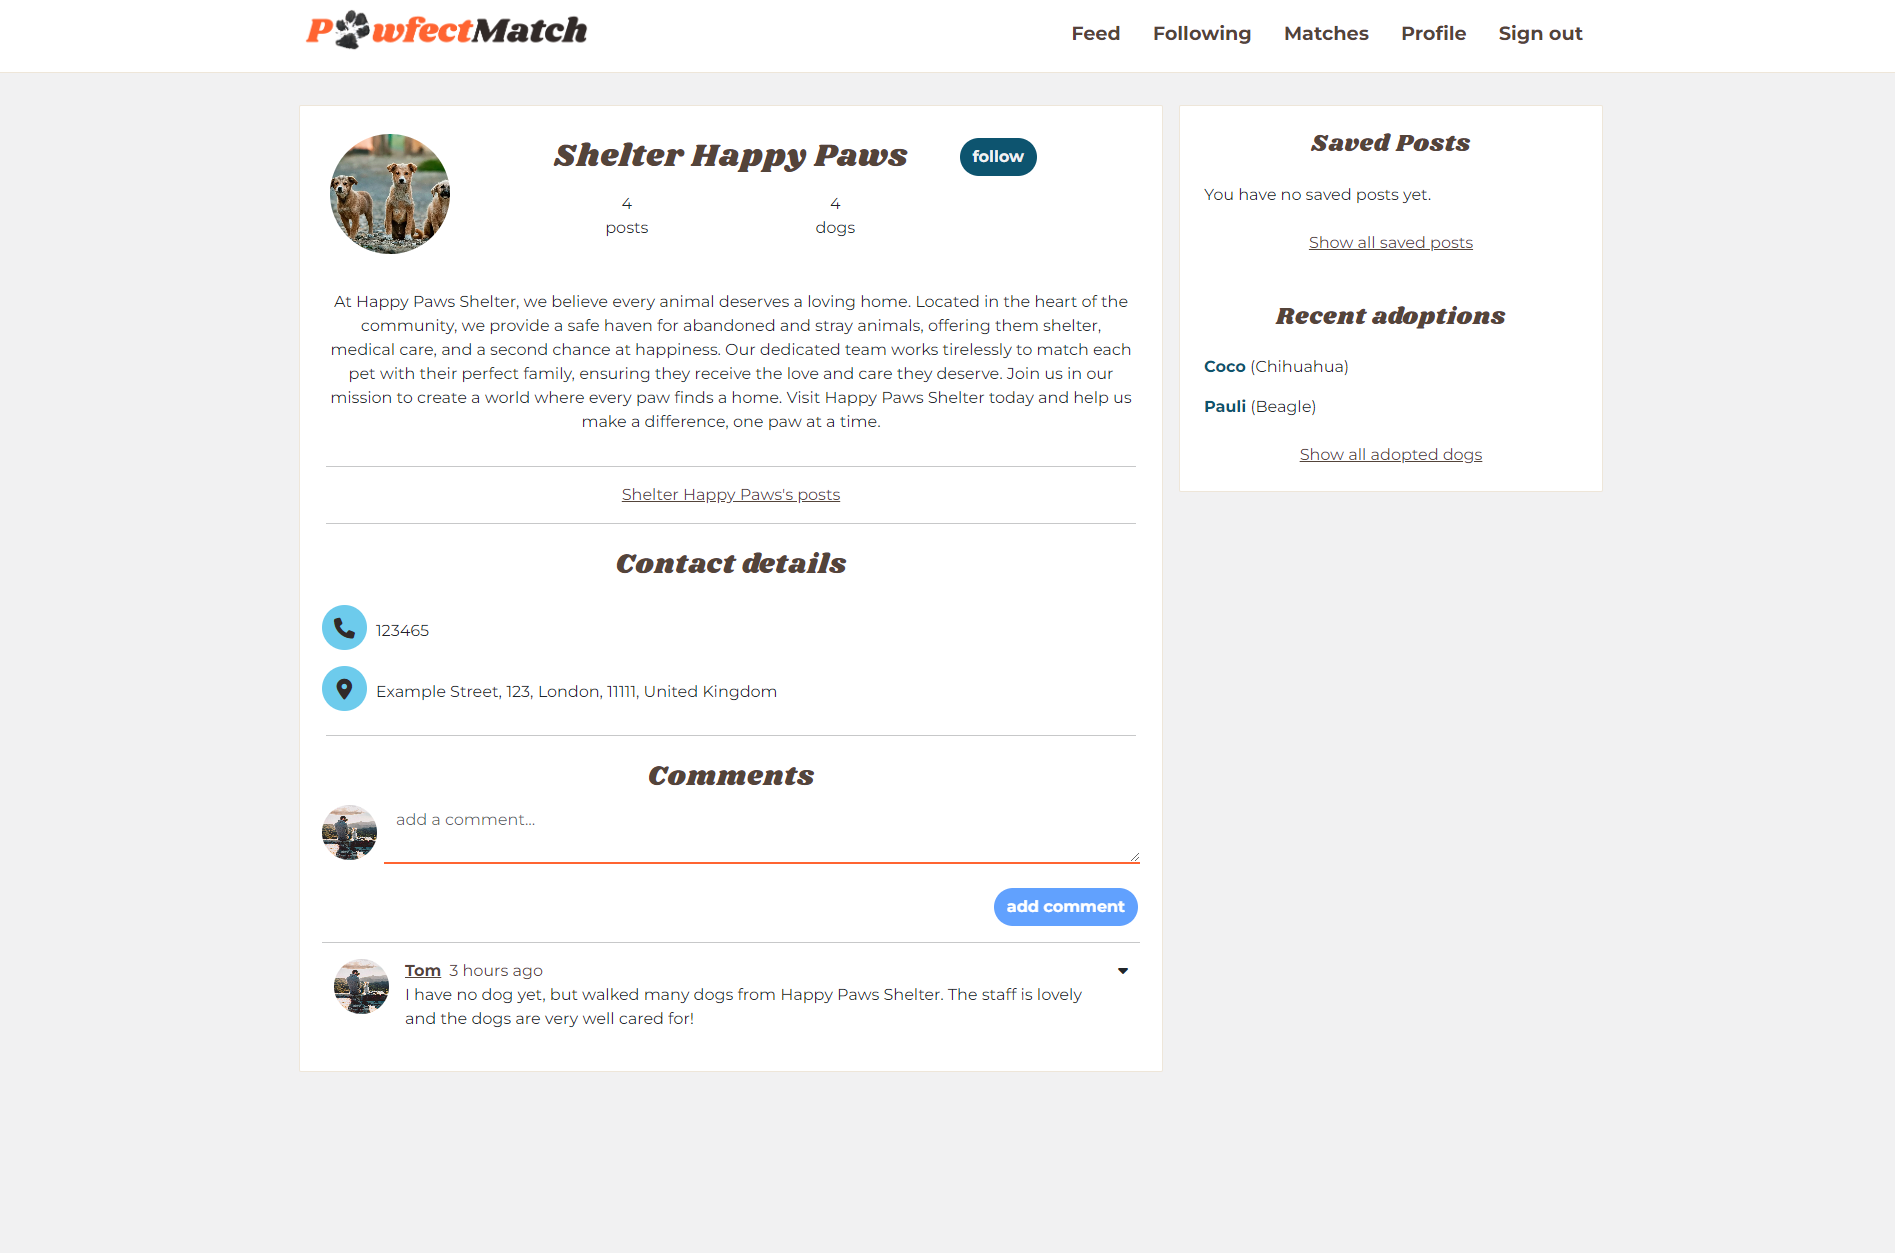 PawfectMatch
Feed Following Matches Profile Sign out
Shelter Happy Paws
follow
4 4
posts dogs
At Happy Paws Shelter, we believe every animal deserves a loving home. Located in the heart of the
community, we provide a safe haven for abandoned and stray animals, offering them shelter,
medical care, and a second chance at happiness. Our dedicated team works tirelessly to match each
pet with their perfect family, ensuring they receive the love and care they deserve. Join us in our
mission to create a world where every paw finds a home. Visit Happy Paws Shelter today and help us
make a difference, one paw at a time.
Shelter Happy Paws's posts
Contact details
123465
Example Street, 123, London, 11111, United Kingdom
Comments
add a comment...
add comment
Tom 3 hours ago
I have no dog yet, but walked many dogs from Happy Paws Shelter. The staff is lovely
and the dogs are very well cared for!
Saved Posts
You have no saved posts yet.
Show all saved posts
Recent adoptions
Coco (Chihuahua)
Pauli (Beagle)
Show all adopted dogs